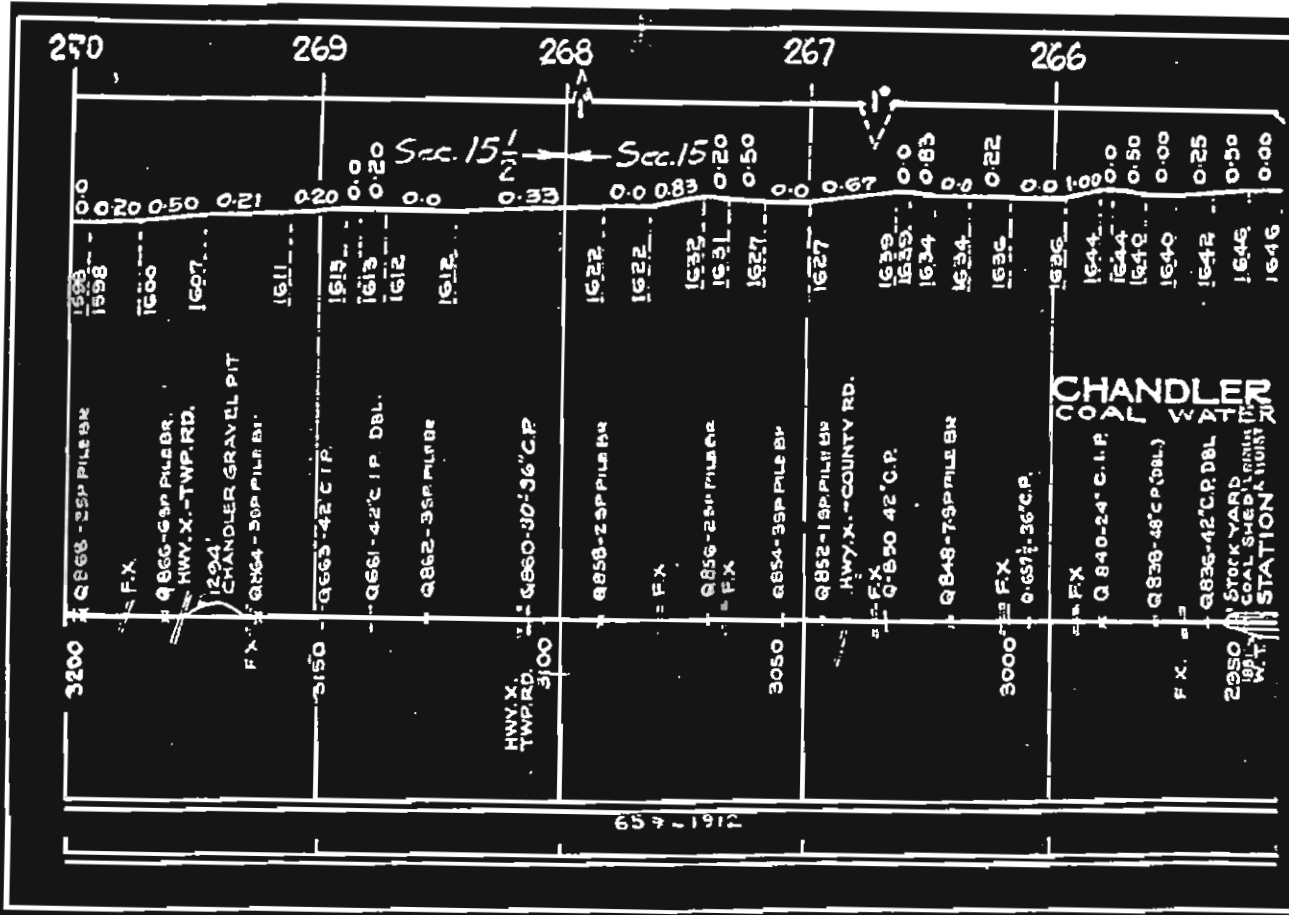 270 269 268 267 266
1°
Sec. 15 1/2
Sec. 15
0.0 0.20 0.50 0.21 0.20 0.0 0.20 0.0 0.33 0.0 0.83 0.20 0.50 0.0 0.67 0.0 0.83 0.0 0.22 0.0 1.00 0.0 0.50 0.00 0.25 0.50 0.00
1598
1598
1600
1607
1611
1613
1613
1612
1612
1622
1622
1632
1631
1627
1627
1639
1639
1634
1634
1636
1636
1644
1644
1640
1640
1642
1646
1646
CHANDLER
COAL WATER
Q868-2SP PILE BR
F.X.
Q866-6SP PILE BR.
HWY. X.-TWP. RD.
1294'
CHANDLER GRAVEL PIT
Q864-3SP PILE BR.
F X
Q663-42" C I P.
Q661-42" C I P. DBL.
Q862-3SP PILE BR
Q860-30'-36" C.P.
HWY. X.
TWP. RD.
Q858-2SP PILE BR
F.X
Q856-2SP PILE BR
F.X
Q854-3SP PILE BR
Q852-1SP. PILE BR
HWY. X.-COUNTY RD.
F.X
Q-850 42" C.P.
Q848-7SP PILE BR
F.X
Q-657 1/2-36" C.P.
F.X
Q 840-24" C.I.P.
Q838-48" C P (DBL.)
F X.
Q836-42" C.P. DBL
STOCK YARD
COAL SHED
STATION
W.T.
3200
3150
3100
3050
3000
2950
657-1912